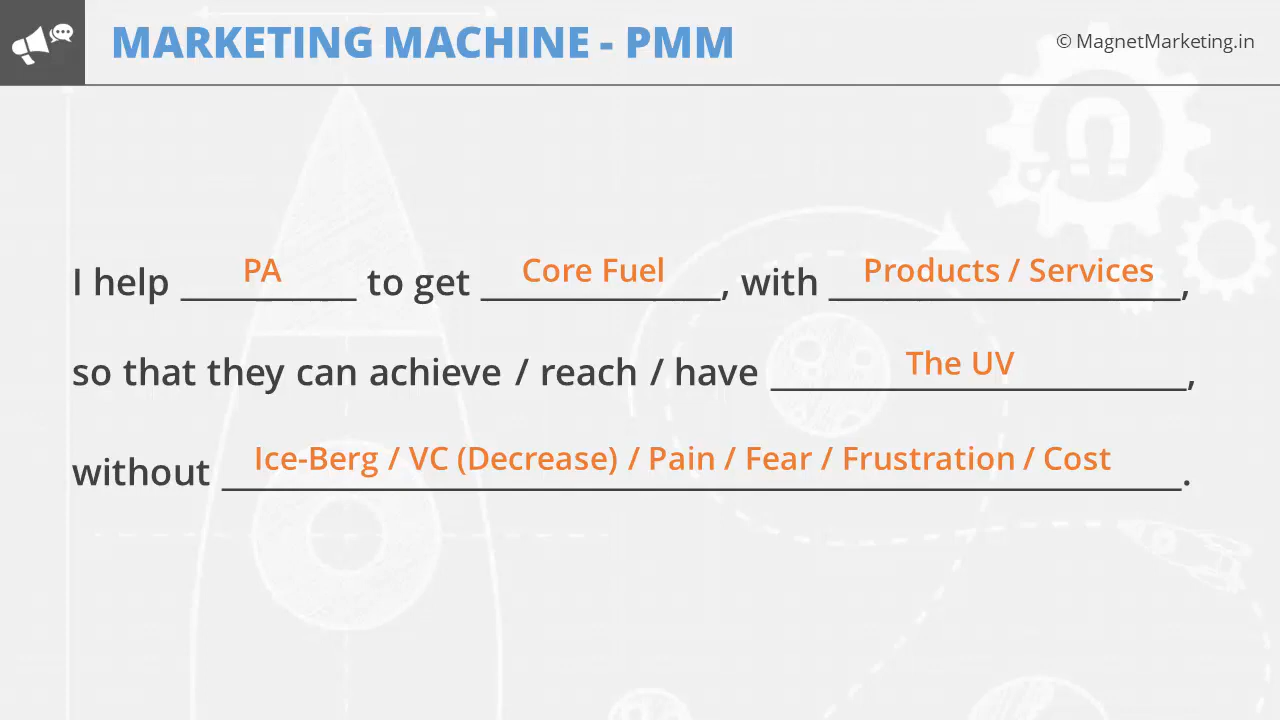 MARKETING MACHINE - PMM
© MagnetMarketing.in
I help PA to get Core Fuel, with Products / Services,
so that they can achieve / reach / have The UV,
without Ice-Berg / VC (Decrease) / Pain / Fear / Frustration / Cost.